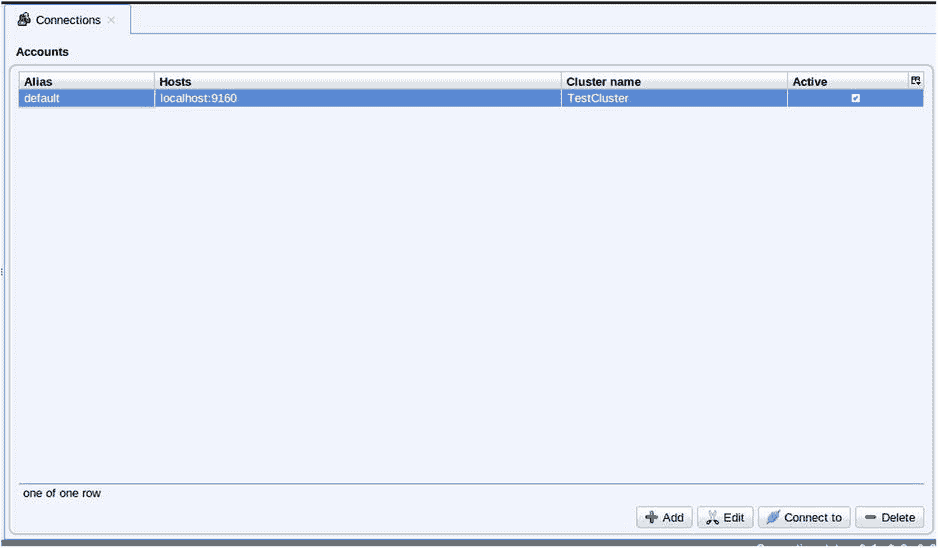 Connections
Accounts
Alias Hosts Cluster name Active
default localhost:9160 TestCluster
one of one row
Add Edit Connect to Delete